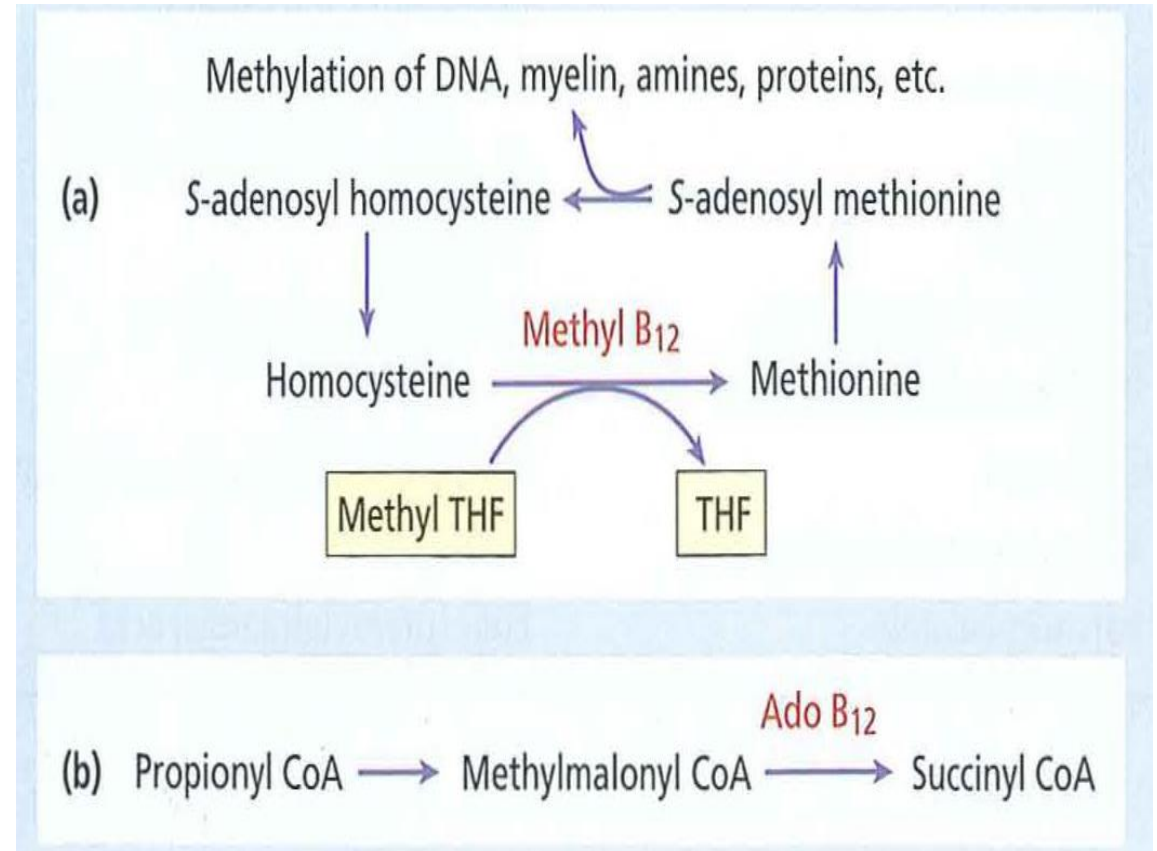 Methylation of DNA, myelin, amines, proteins, etc.
(a) S-adenosyl homocysteine S-adenosyl methionine
Methyl B12
Homocysteine Methionine
Methyl THF THF
Ado B12
(b) Propionyl CoA Methylmalonyl CoA Succinyl CoA